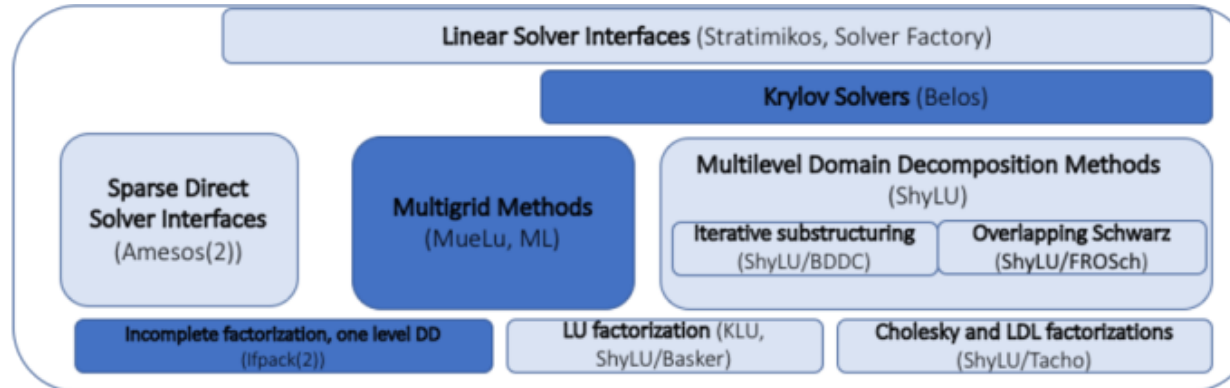 Linear Solver Interfaces (Stratimikos, Solver Factory)
Krylov Solvers (Belos)
Sparse Direct
Solver Interfaces
(Amesos(2))
Multigrid Methods
(MueLu, ML)
Multilevel Domain Decomposition Methods
(ShyLU)
Iterative substructuring
(ShyLU/BDDC)
Overlapping Schwarz
(ShyLU/FROSch)
Incomplete factorization, one level DD
(Ifpack(2))
LU factorization (KLU,
ShyLU/Basker)
Cholesky and LDL factorizations
(ShyLU/Tacho)